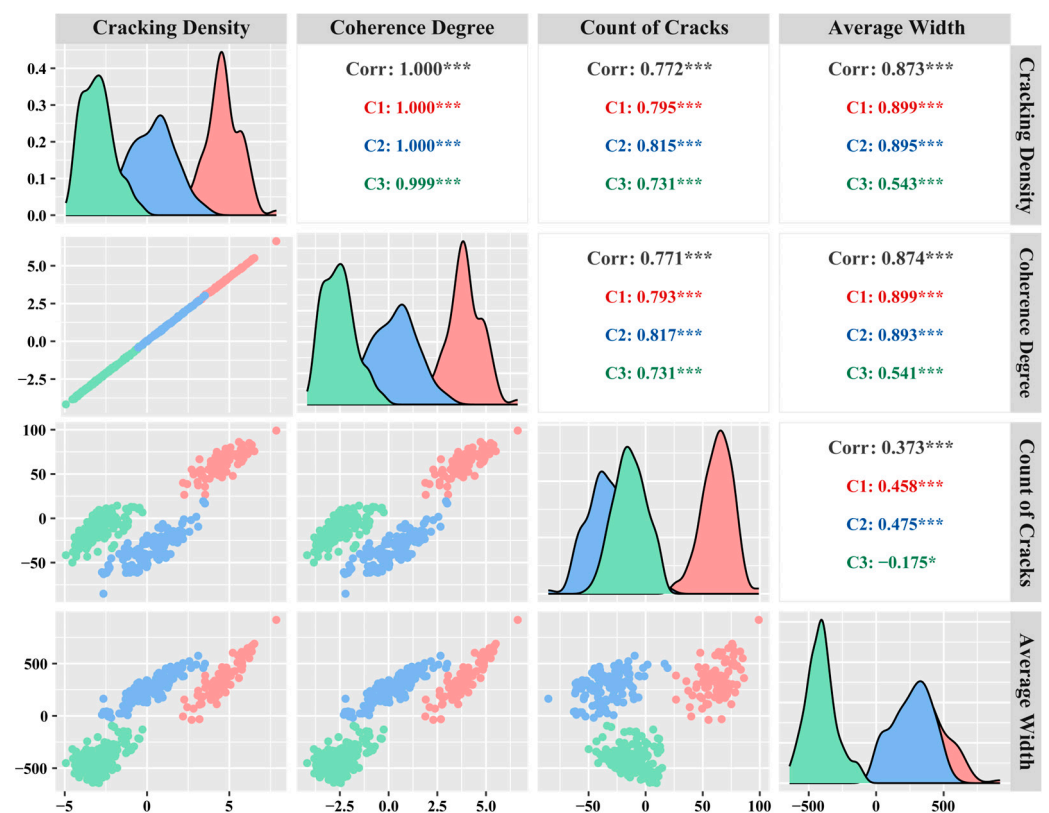 Cracking Density
Coherence Degree
Count of Cracks
Average Width
0.4
0.3
0.2
0.1
0.0
Corr: 1.000***
C1: 1.000***
C2: 1.000***
C3: 0.999***
Corr: 0.772***
C1: 0.795***
C2: 0.815***
C3: 0.731***
Corr: 0.873***
C1: 0.899***
C2: 0.895***
C3: 0.543***
Cracking Density
5.0
2.5
0.0
−2.5
Corr: 0.771***
C1: 0.793***
C2: 0.817***
C3: 0.731***
Corr: 0.874***
C1: 0.899***
C2: 0.893***
C3: 0.541***
Coherence Degree
100
50
0
−50
Corr: 0.373***
C1: 0.458***
C2: 0.475***
C3: −0.175*
Count of Cracks
500
0
−500
Average Width
−5
0
5
−2.5
0.0
2.5
5.0
−50
0
50
100
−500
0
500